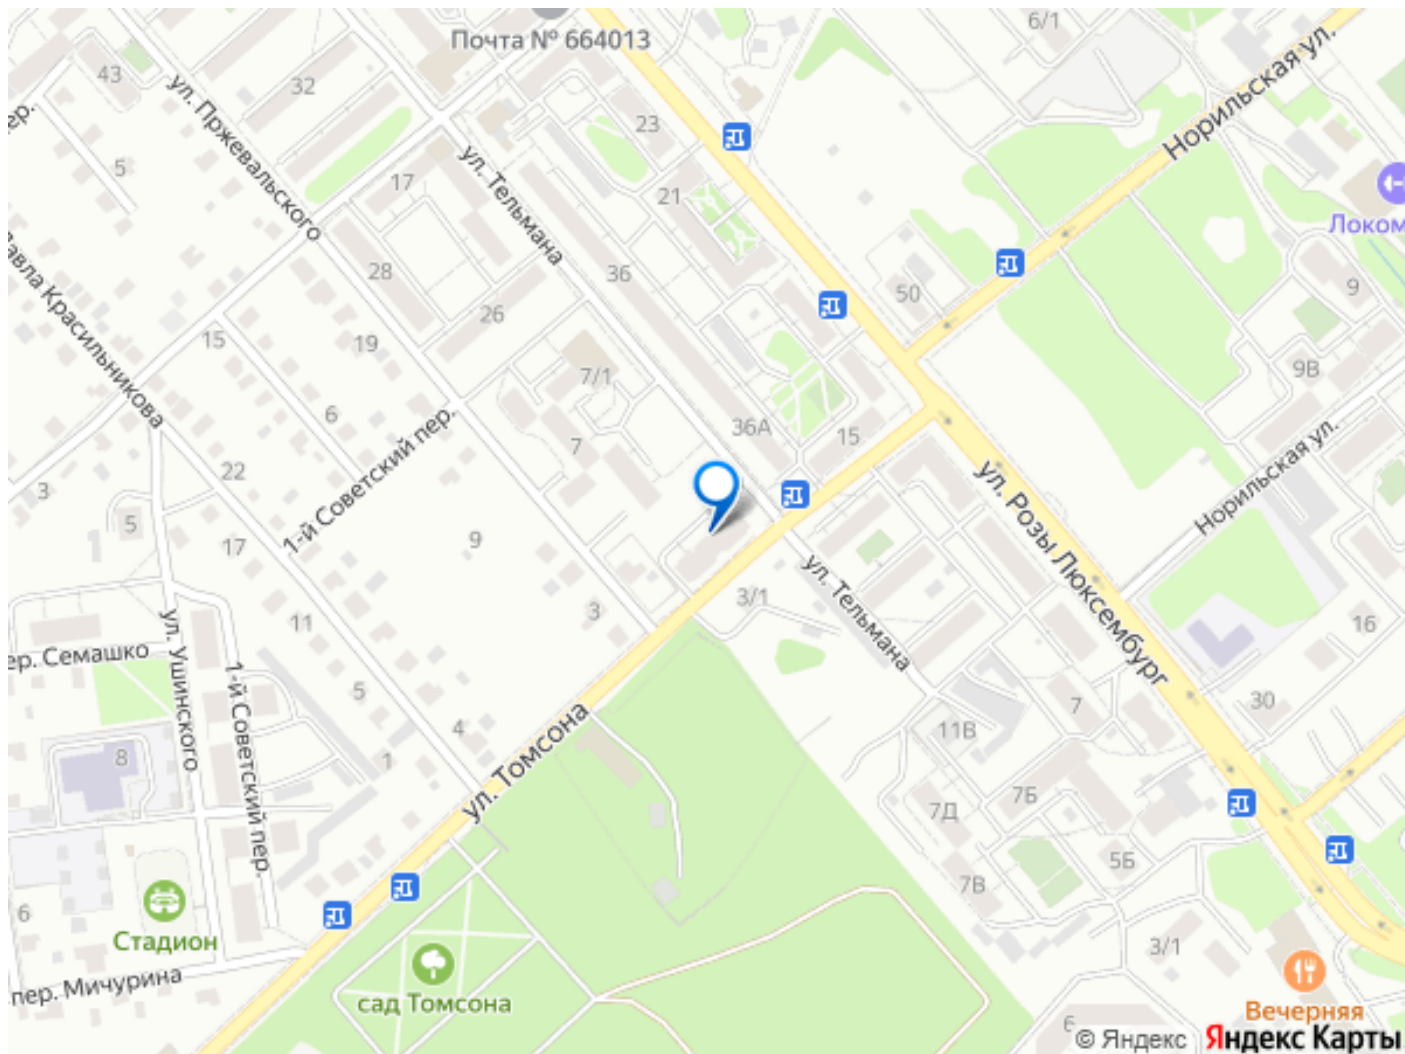 6/1
Почта № 664013
Норильская ул.
43
32
ул. Пржевальского
ер.
23
5
17
ул. Тельмана
21
Локом
авла Красильникова
28
36
50
9
26
15
19
7/1
9В
6
36А
15
1-й Советский пер.
7
22
3
ул. Розы Люксембург
Норильская ул.
5
17
9
ул. Тельмана
3/1
3
11
16
ер. Семашко
ул. Ушинского
1-й Советский пер.
5
30
7
4
11В
ул. Томсона
8
1
7Б
7Д
5Б
7В
6
Стадион
3/1
пер. Мичурина
сад Томсона
Вечерняя
6
© Яндекс Яндекс Карты